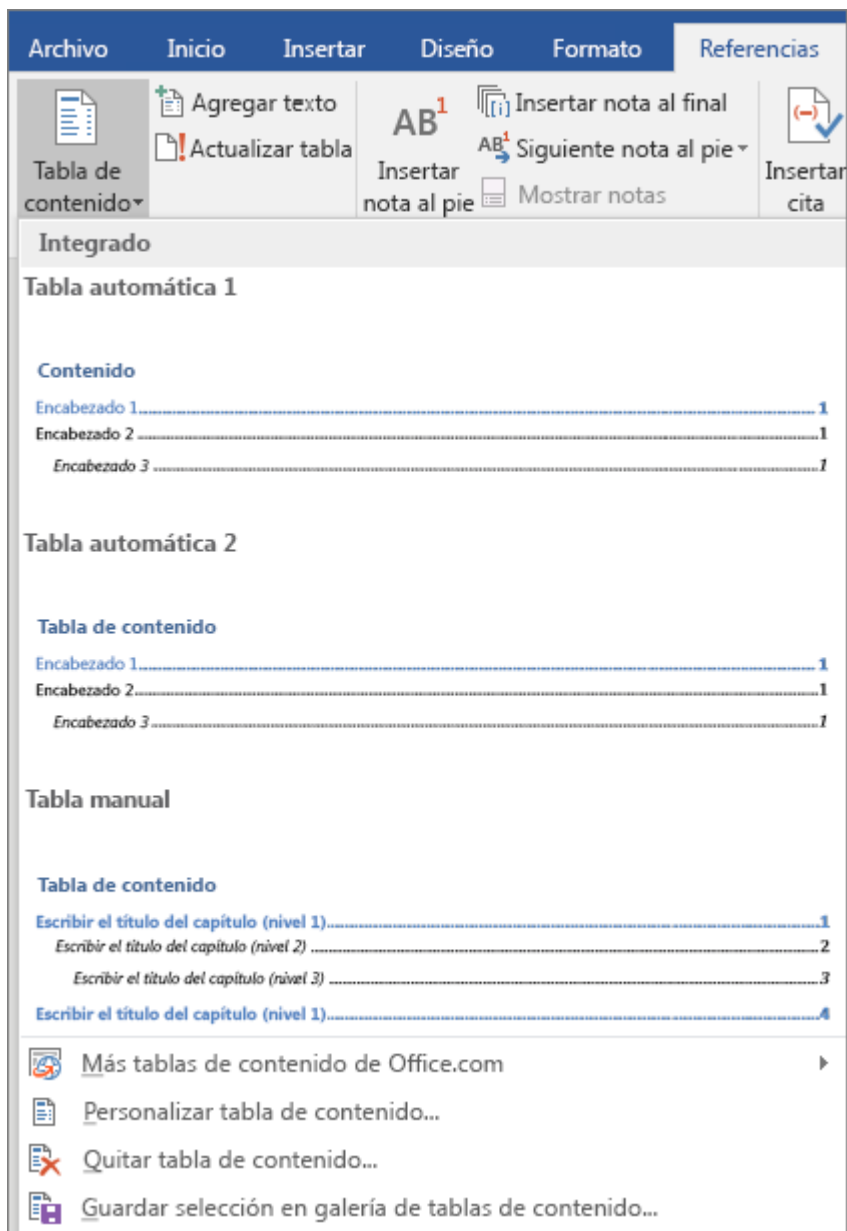 Archivo Inicio Insertar Diseño Formato Referencias
Tabla de contenido
Agregar texto
Actualizar tabla
AB1
Insertar nota al pie
[i] Insertar nota al final
AB1 Siguiente nota al pie
Mostrar notas
(-)
Insertar cita
Integrado
Tabla automática 1
Contenido
Encabezado 1 1
Encabezado 2 1
Encabezado 3 1
Tabla automática 2
Tabla de contenido
Encabezado 1 1
Encabezado 2 1
Encabezado 3 1
Tabla manual
Tabla de contenido
Escribir el título del capítulo (nivel 1) 1
Escribir el título del capítulo (nivel 2) 2
Escribir el título del capítulo (nivel 3) 3
Escribir el título del capítulo (nivel 1) 4
Más tablas de contenido de Office.com
Personalizar tabla de contenido...
Quitar tabla de contenido...
Guardar selección en galería de tablas de contenido...